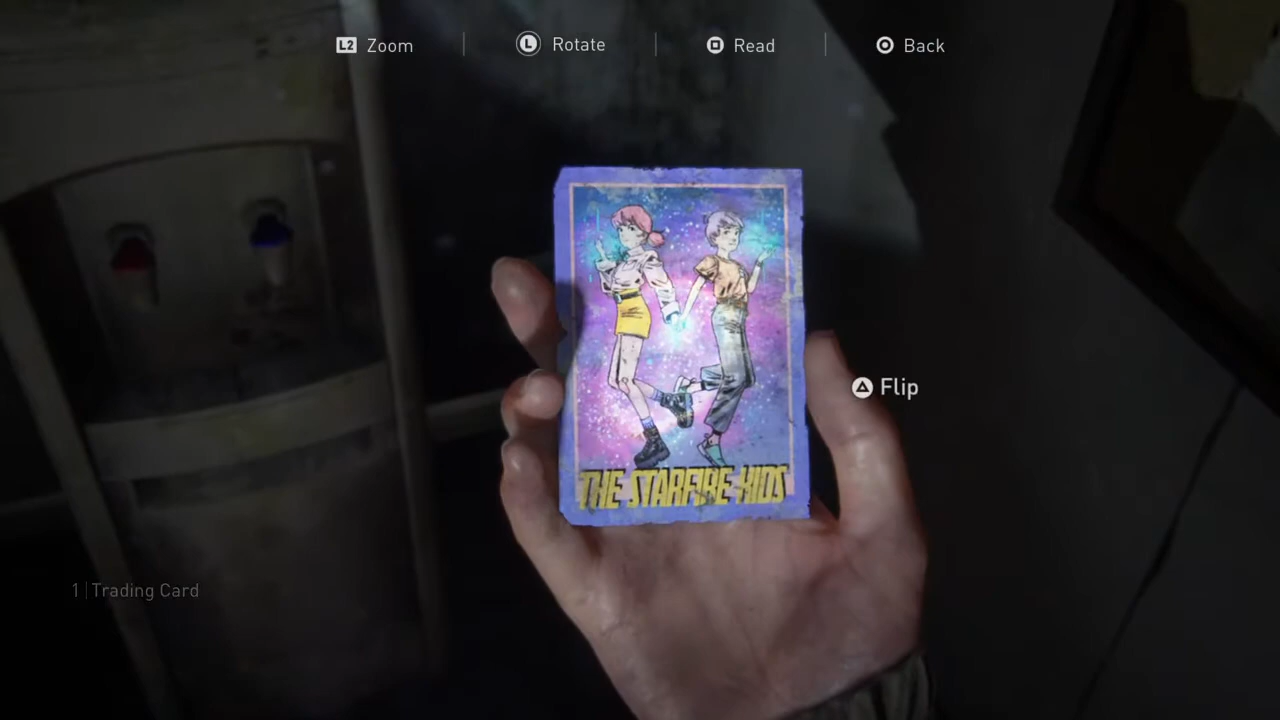 L2 Zoom | L Rotate | Read | Back
THE STARFIRE KIDS
Flip
1 | Trading Card